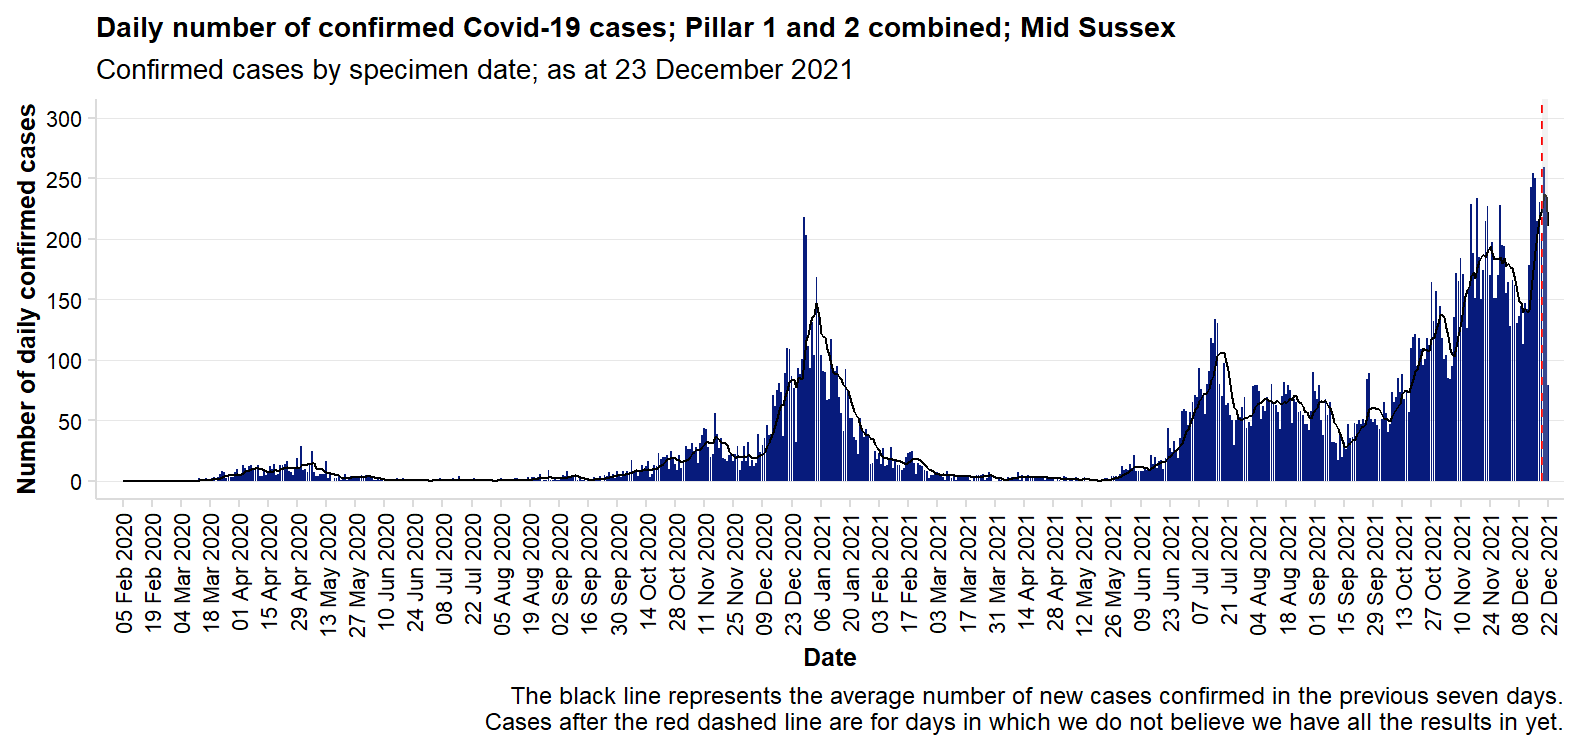 Daily number of confirmed Covid-19 cases; Pillar 1 and 2 combined; Mid Sussex
Confirmed cases by specimen date; as at 23 December 2021
Number of daily confirmed cases
300
250
200
150
100
50
0
05 Feb 2020
19 Feb 2020
04 Mar 2020
18 Mar 2020
01 Apr 2020
15 Apr 2020
29 Apr 2020
13 May 2020
27 May 2020
10 Jun 2020
24 Jun 2020
08 Jul 2020
22 Jul 2020
05 Aug 2020
19 Aug 2020
02 Sep 2020
16 Sep 2020
30 Sep 2020
14 Oct 2020
28 Oct 2020
11 Nov 2020
25 Nov 2020
09 Dec 2020
23 Dec 2020
06 Jan 2021
20 Jan 2021
03 Feb 2021
17 Feb 2021
03 Mar 2021
17 Mar 2021
31 Mar 2021
14 Apr 2021
28 Apr 2021
12 May 2021
26 May 2021
09 Jun 2021
23 Jun 2021
07 Jul 2021
21 Jul 2021
04 Aug 2021
18 Aug 2021
01 Sep 2021
15 Sep 2021
29 Sep 2021
13 Oct 2021
27 Oct 2021
10 Nov 2021
24 Nov 2021
08 Dec 2021
22 Dec 2021
Date
The black line represents the average number of new cases confirmed in the previous seven days.
Cases after the red dashed line are for days in which we do not believe we have all the results in yet.